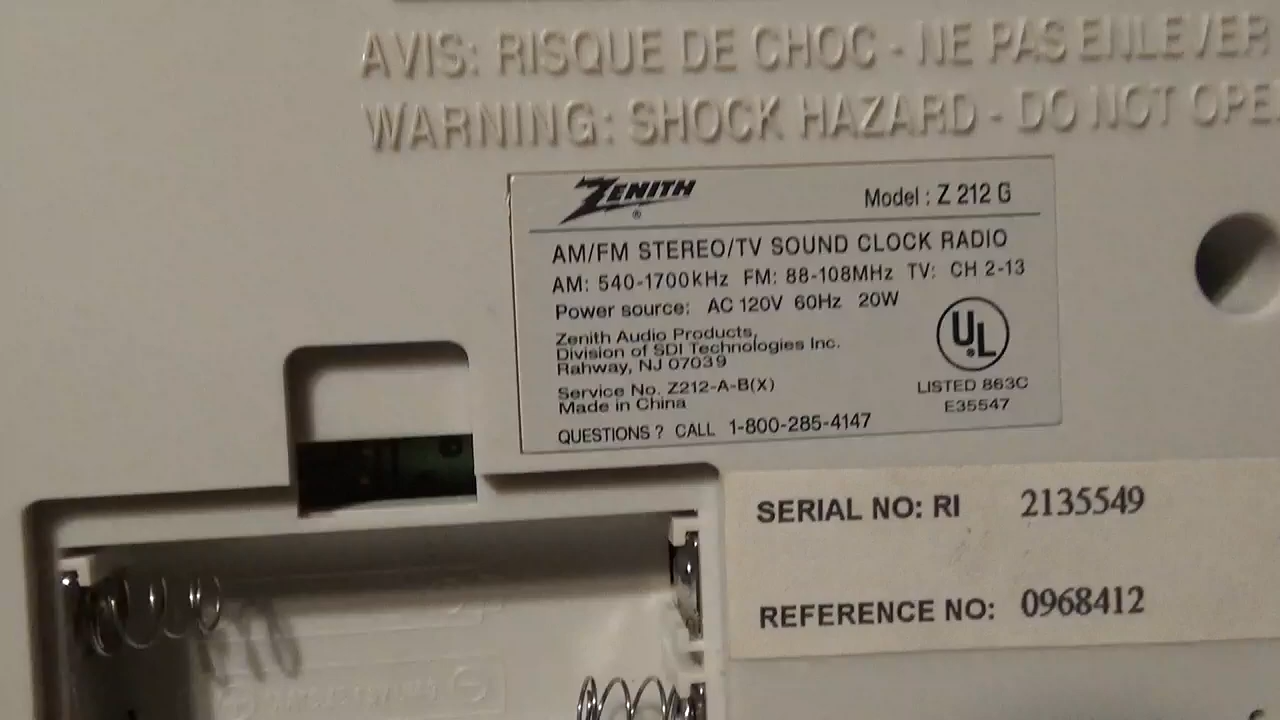 AVIS: RISQUE DE CHOC - NE PAS ENLEVER
WARNING: SHOCK HAZARD - DO NOT OPE
ZENITH
®
Model : Z 212 G
AM/FM STEREO/TV SOUND CLOCK RADIO
AM: 540-1700KHz FM: 88-108MHz TV: CH 2-13
Power source: AC 120V 60Hz 20W
Zenith Audio Products,
Division of SDI Technologies Inc.
Rahway, NJ 07039
Service No. Z212-A-B(X)
Made in China
UL
LISTED 863C
E35547
QUESTIONS ? CALL 1-800-285-4147
SERIAL NO: RI 2135549
REFERENCE NO: 0968412